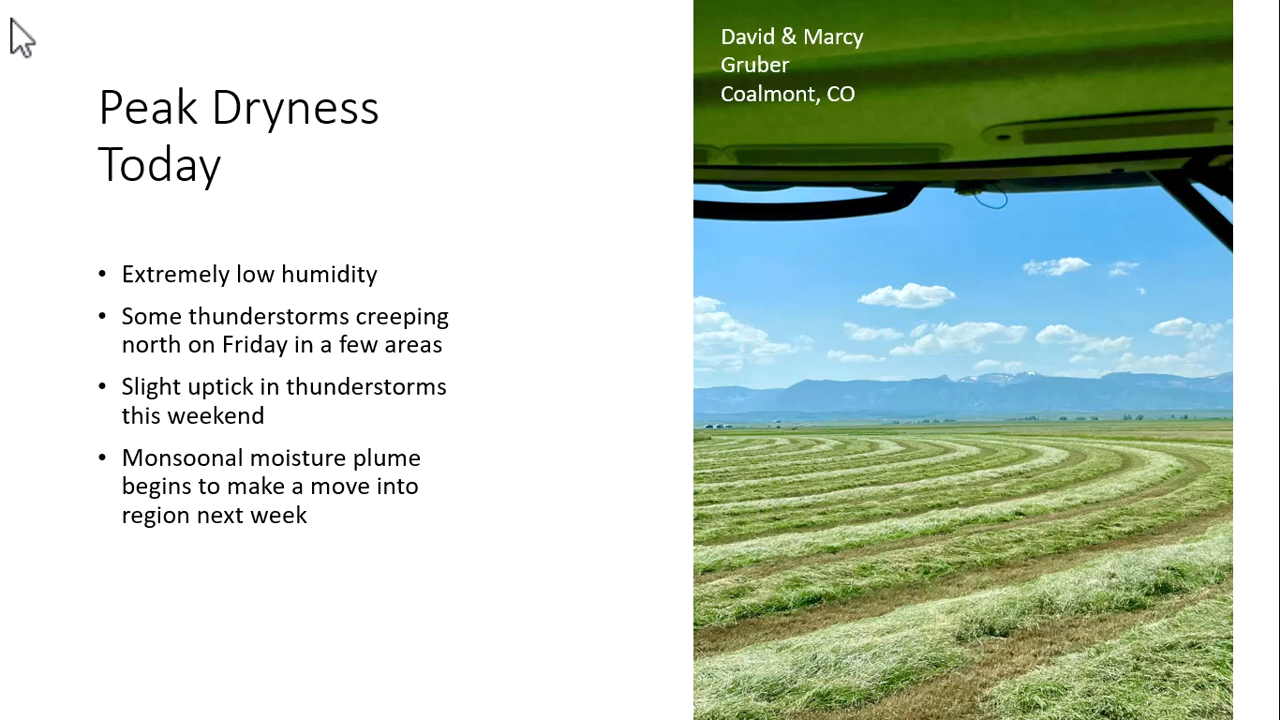 Peak Dryness
Today
• Extremely low humidity
• Some thunderstorms creeping
north on Friday in a few areas
• Slight uptick in thunderstorms
this weekend
• Monsoonal moisture plume
begins to make a move into
region next week
David & Marcy
Gruber
Coalmont, CO